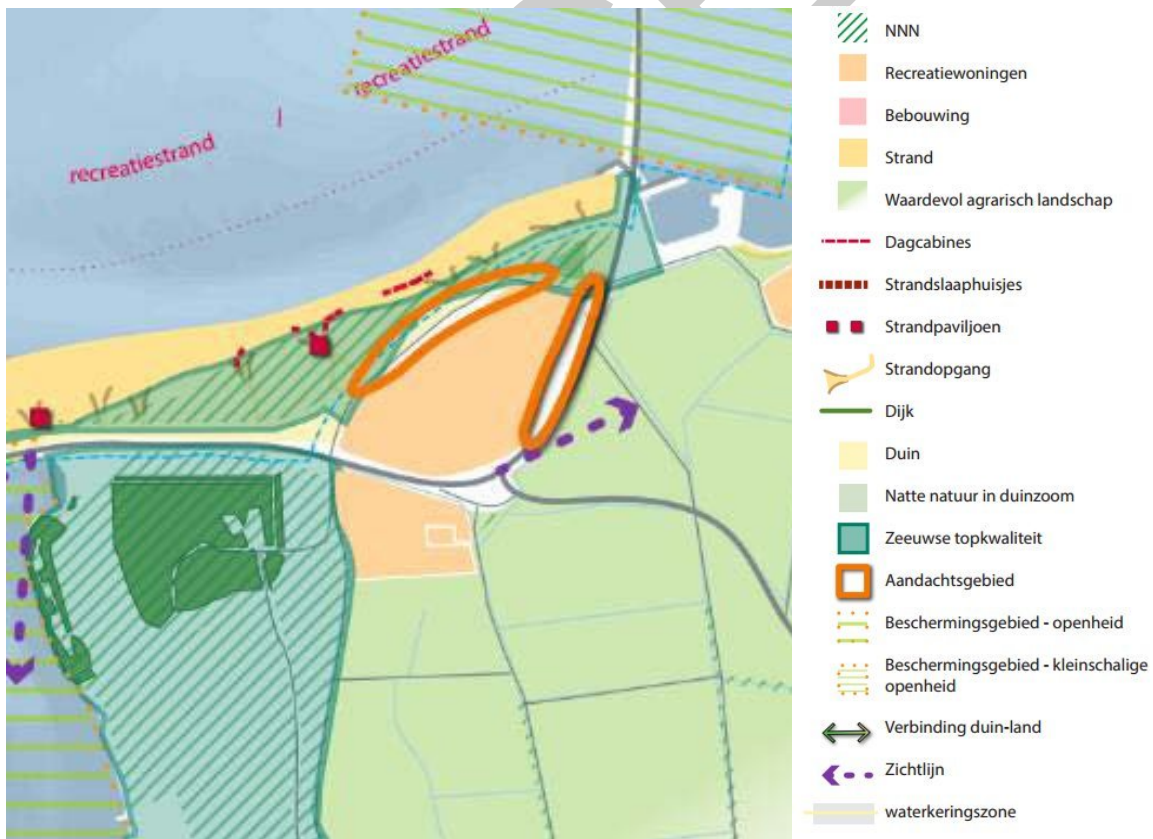 recreatiestrand
recreatiestrand
NNN
Recreatiewoningen
Bebouwing
Strand
Waardevol agrarisch landschap
Dagcabines
Strandslaaphuisjes
Strandpaviljoen
Strandopgang
Dijk
Duin
Natte natuur in duinzoom
Zeeuwse topkwaliteit
Aandachtsgebied
Beschermingsgebied - openheid
Beschermingsgebied - kleinschalige
openheid
Verbinding duin-land
Zichtlijn
waterkeringszone